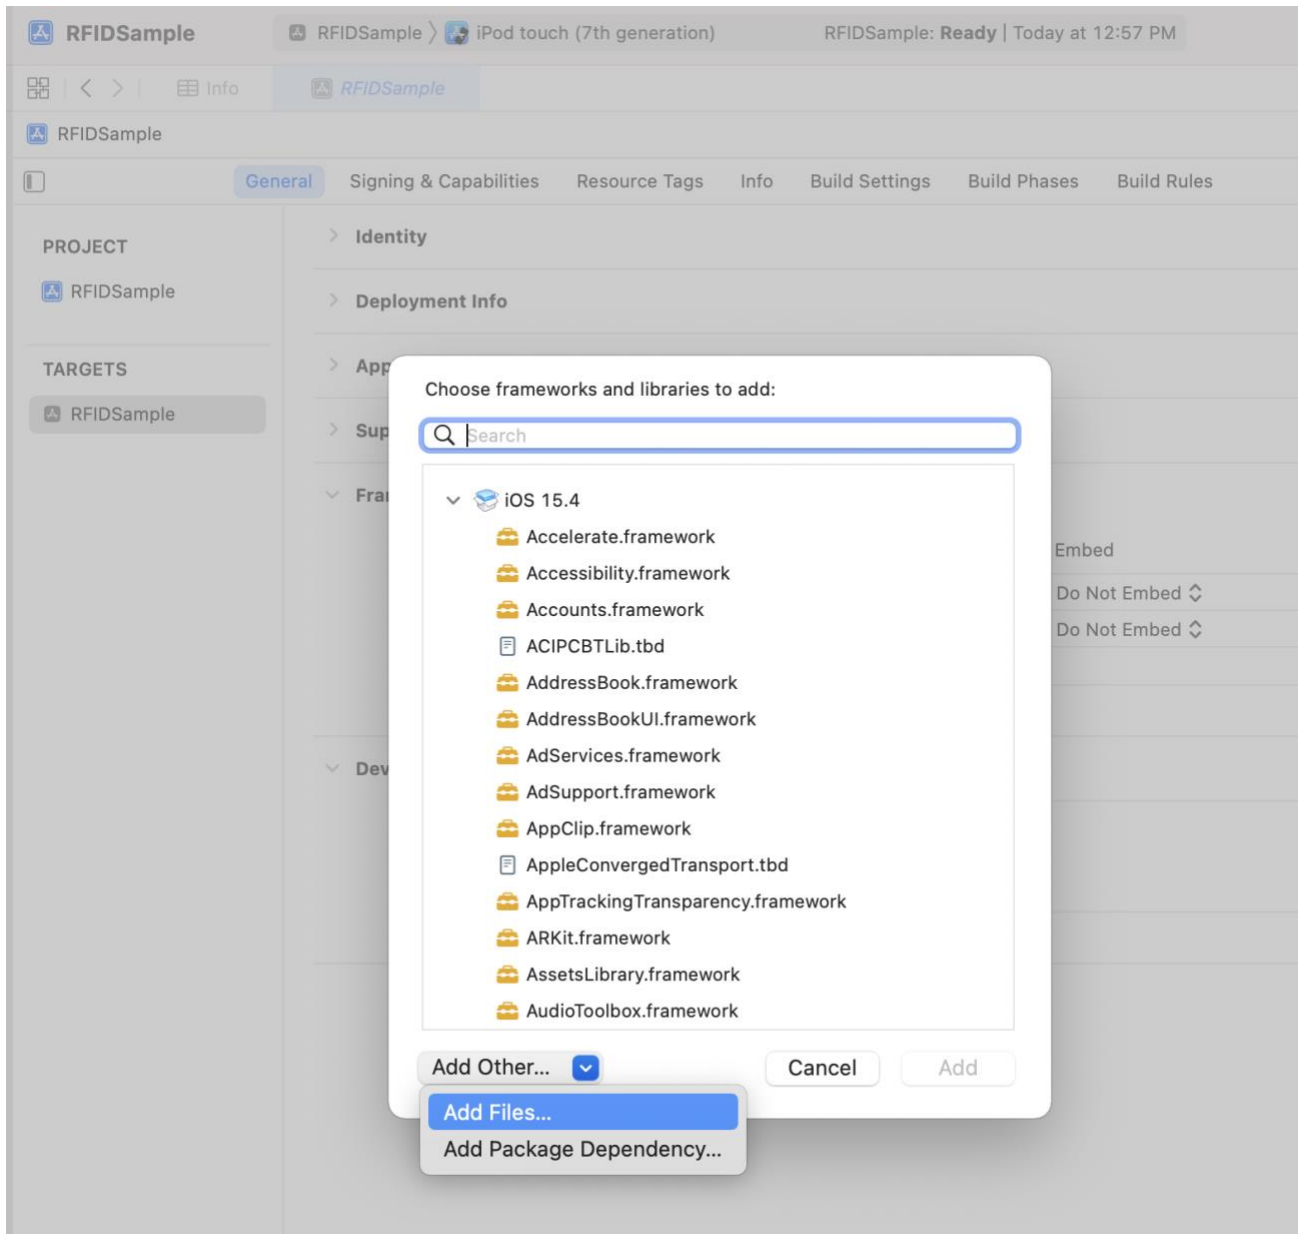 RFIDSample
RFIDSample 〉 iPod touch (7th generation)
RFIDSample: Ready | Today at 12:57 PM
Info
RFIDSample
RFIDSample
General Signing & Capabilities Resource Tags Info Build Settings Build Phases Build Rules
PROJECT
RFIDSample
TARGETS
RFIDSample
Identity
Deployment Info
App
Sup
Fra
Dev
Embed
Do Not Embed
Do Not Embed
Choose frameworks and libraries to add:
Search
iOS 15.4
Accelerate.framework
Accessibility.framework
Accounts.framework
ACIPCBTLib.tbd
AddressBook.framework
AddressBookUI.framework
AdServices.framework
AdSupport.framework
AppClip.framework
AppleConvergedTransport.tbd
AppTrackingTransparency.framework
ARKit.framework
AssetsLibrary.framework
AudioToolbox.framework
Add Other...
Cancel
Add
Add Files...
Add Package Dependency...